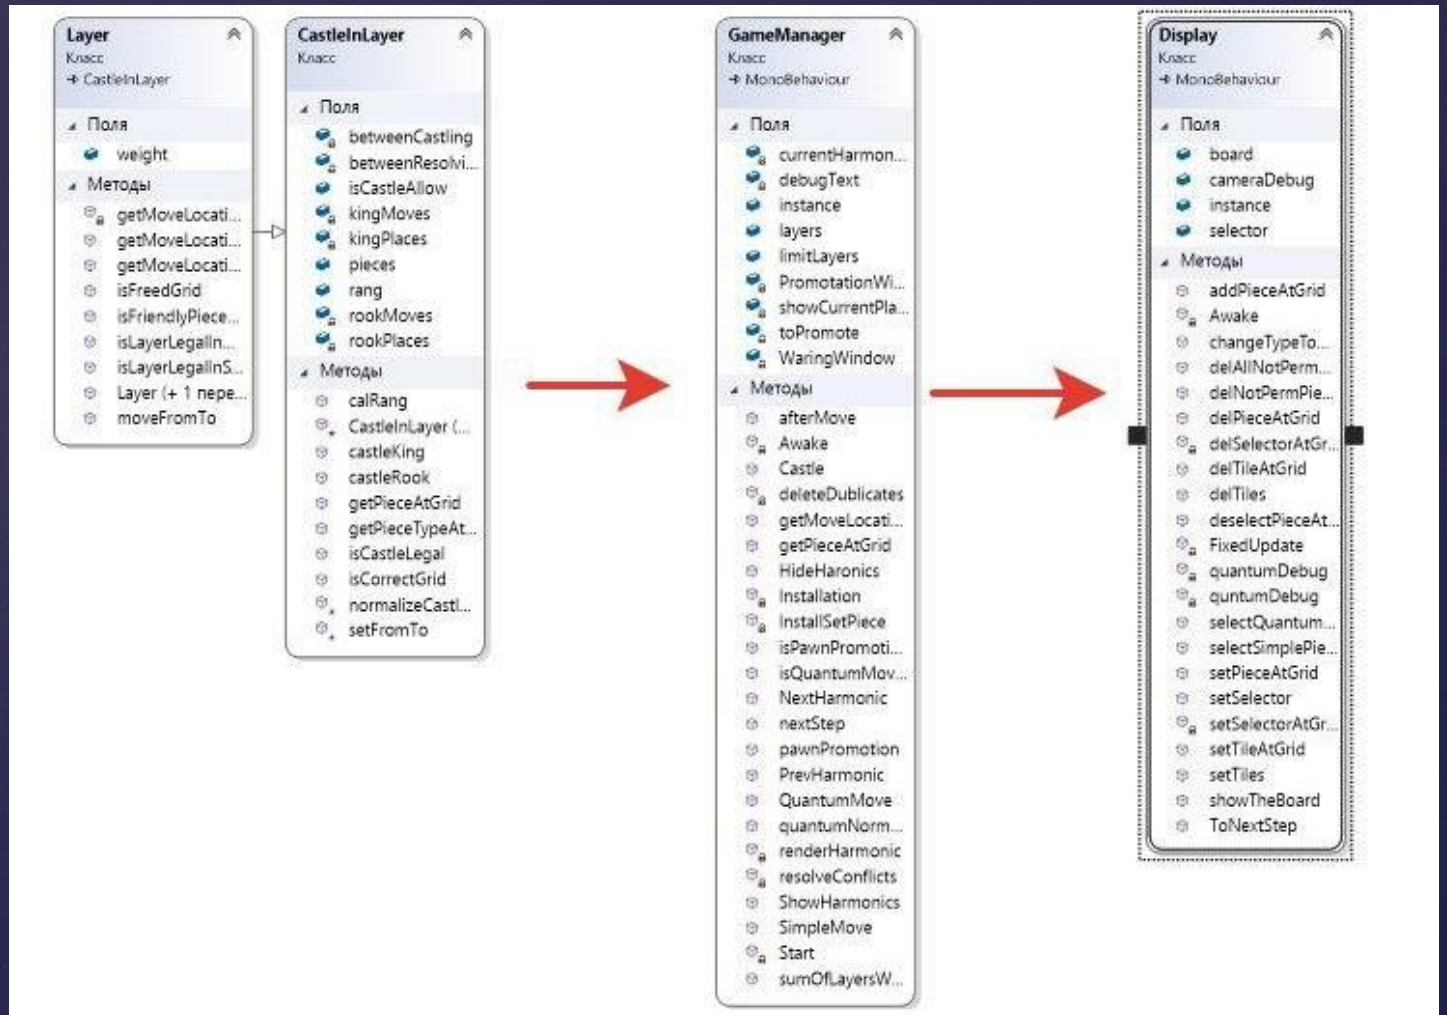 Layer
Класс
CastleInLayer
Поля
weight
Методы
getMoveLocati...
getMoveLocati...
getMoveLocati...
isFreedGrid
isFriendlyPiece...
isLayerLegalIn...
isLayerLegalInS...
Layer (+ 1 пере...
moveFromTo
CastleInLayer
Класс
Поля
betweenCastling
betweenResolvi...
isCastleAllow
kingMoves
kingPlaces
pieces
rang
rookMoves
rookPlaces
Методы
calRang
CastleInLayer (...
castleKing
castleRook
getPieceAtGrid
getPieceTypeAt...
isCastleLegal
isCorrectGrid
normalizeCastl...
setFromTo
GameManager
Класс
MonoBehaviour
Поля
currentHarmon...
debugText
instance
layers
limitLayers
PromotationWi...
showCurrentPla...
toPromote
WaringWindow
Методы
afterMove
Awake
Castle
deleteDublicates
getMoveLocati...
getPieceAtGrid
HideHaronics
Installation
InstallSetPiece
isPawnPromoti...
isQuantumMov...
NextHarmonic
nextStep
pawnPromotion
PrevHarmonic
QuantumMove
quantumNorm...
renderHarmonic
resolveConflicts
ShowHarmonics
SimpleMove
Start
sumOfLayersW...
Display
Класс
MonoBehaviour
Поля
board
cameraDebug
instance
selector
Методы
addPieceAtGrid
Awake
changeTypeTo...
delAllNotPerm...
delNotPermPie...
delPieceAtGrid
delSelectorAtGr...
delTileAtGrid
delTiles
deselectPieceAt...
FixedUpdate
quantumDebug
quntumDebug
selectQuantum...
selectSimplePie...
setPieceAtGrid
setSelector
setSelectorAtGr...
setTileAtGrid
setTiles
showTheBoard
ToNextStep